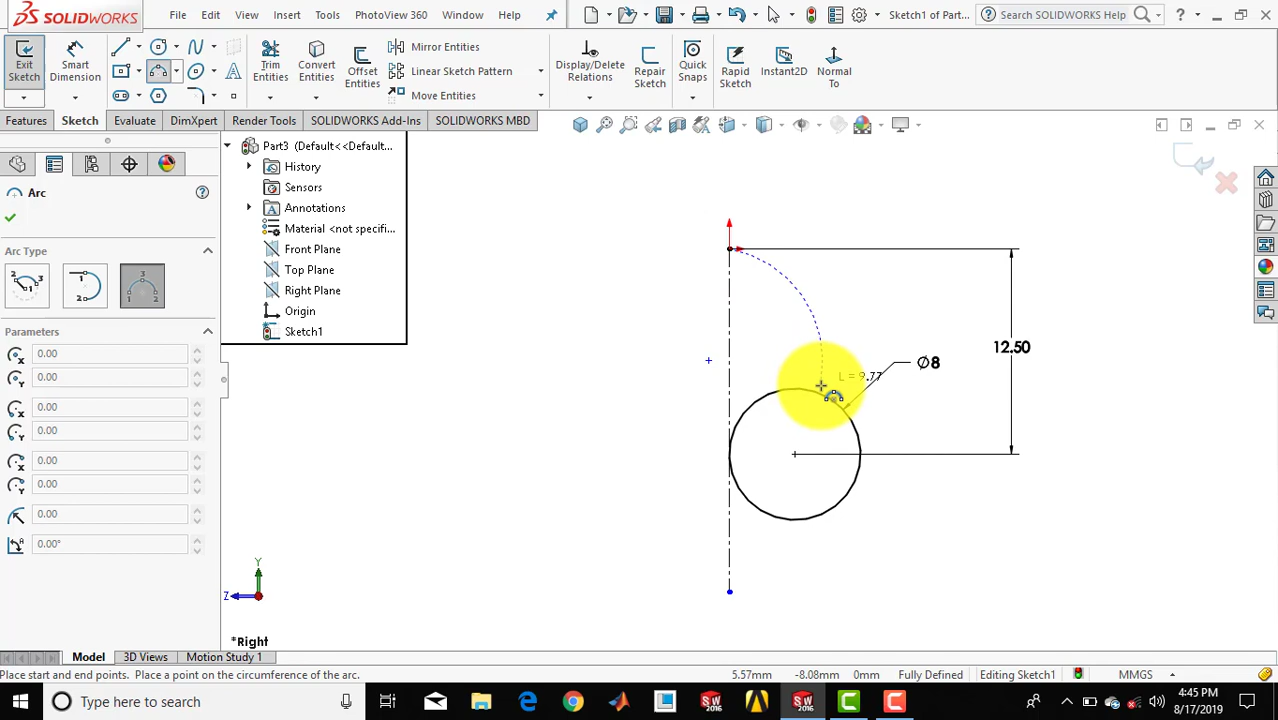 SOLIDWORKS File Edit View Insert Tools PhotoView 360 Window Help Sketch1 of Part... Search SOLIDWORKS Help
Exit Sketch
Smart Dimension
Trim Entities
Convert Entities
Offset Entities
Mirror Entities
Linear Sketch Pattern
Move Entities
Display/Delete Relations
Repair Sketch
Quick Snaps
Rapid Sketch
Instant2D
Normal To
Features Sketch Evaluate DimXpert Render Tools SOLIDWORKS Add-Ins SOLIDWORKS MBD
Arc
Arc Type
Parameters
0.00
0.00
0.00
0.00
0.00
0.00
0.00
0.00°
Part3 (Default<<Default...
History
Sensors
Annotations
Material <not specifi...
Front Plane
Top Plane
Right Plane
Origin
Sketch1
12.50
Ø8
L = 9.77
Y
Z
*Right
Model 3D Views Motion Study 1
Place start and end points. Place a point on the circumference of the arc. 5.57mm -8.08mm 0mm Fully Defined Editing Sketch1 MMGS
Type here to search
SW 2016
SW 2016
4:45 PM
8/17/2019